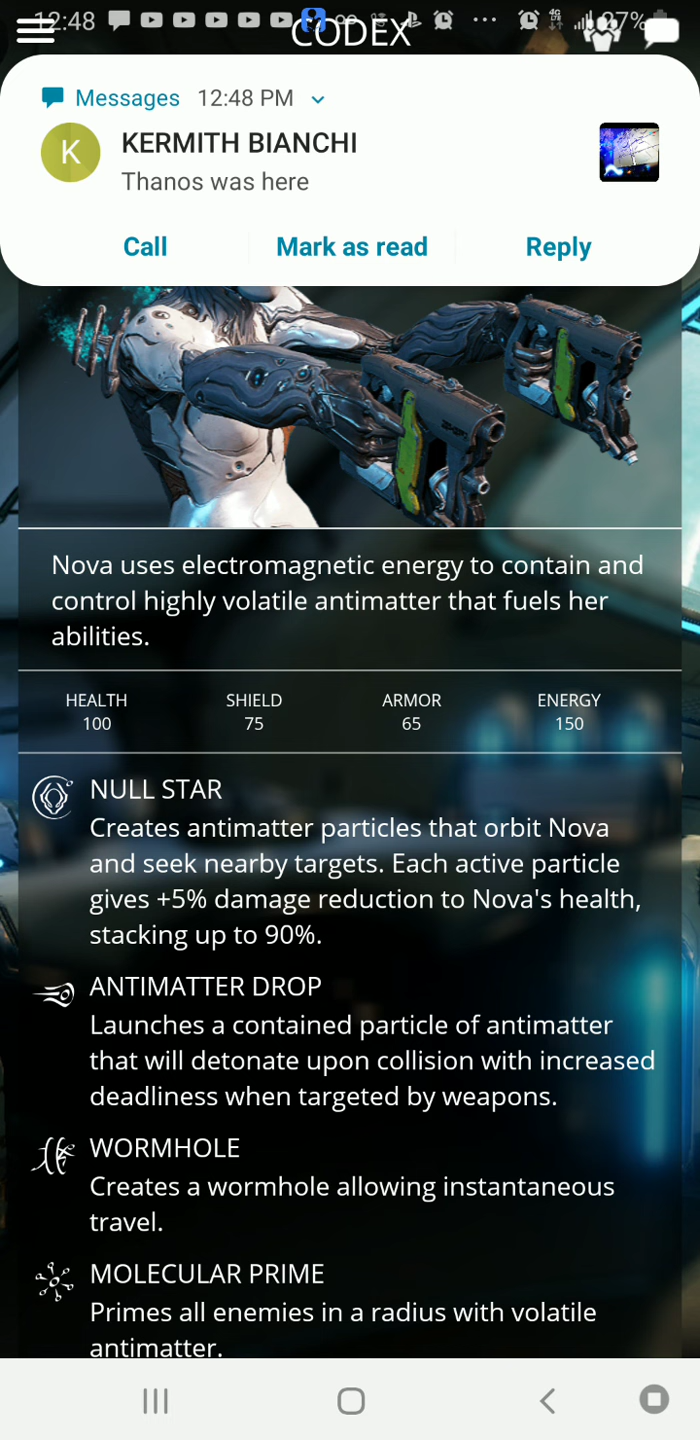 12:48 4G 27%
CODEX
Messages 12:48 PM
K
KERMITH BIANCHI
Thanos was here
Call Mark as read Reply
Nova uses electromagnetic energy to contain and
control highly volatile antimatter that fuels her
abilities.
HEALTH SHIELD ARMOR ENERGY
100 75 65 150
NULL STAR
Creates antimatter particles that orbit Nova
and seek nearby targets. Each active particle
gives +5% damage reduction to Nova's health,
stacking up to 90%.
ANTIMATTER DROP
Launches a contained particle of antimatter
that will detonate upon collision with increased
deadliness when targeted by weapons.
WORMHOLE
Creates a wormhole allowing instantaneous
travel.
MOLECULAR PRIME
Primes all enemies in a radius with volatile
antimatter.